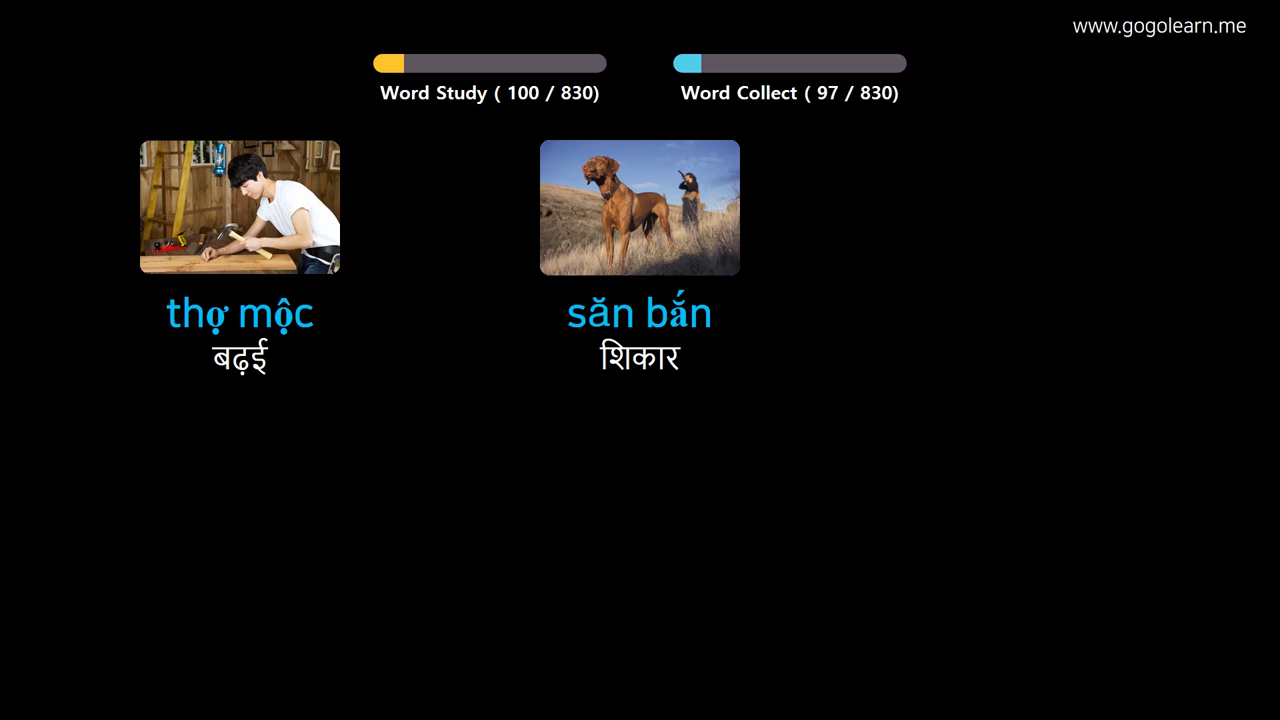 www.gogolearn.me
Word Study ( 100 / 830)
Word Collect ( 97 / 830)
thợ mộc
बढ़ई
săn bắn
शिकार